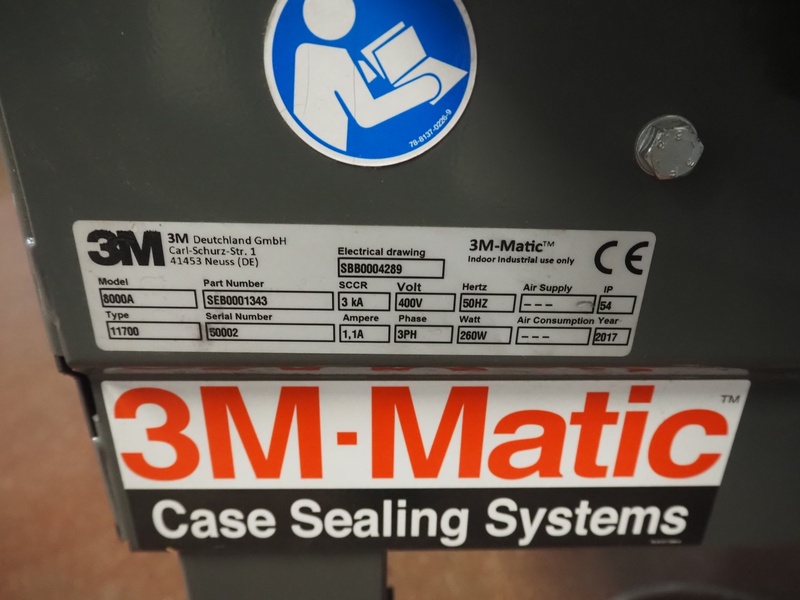 78-8137-0226-9
3M
3M Deutchland GmbH
Carl-Schurz-Str. 1
41453 Neuss (DE)
Electrical drawing
SBB0004289
3M-Matic™
Indoor Industrial use only
CE
Model
8000A
Part Number
SEB0001343
SCCR
3 kA
Volt
400V
Hertz
50HZ
Air Supply
---
IP
54
Type
11700
Serial Number
50002
Ampere
1,1A
Phase
3PH
Watt
260W
Air Consumption
---
Year
2017
3M-Matic™
Case Sealing Systems